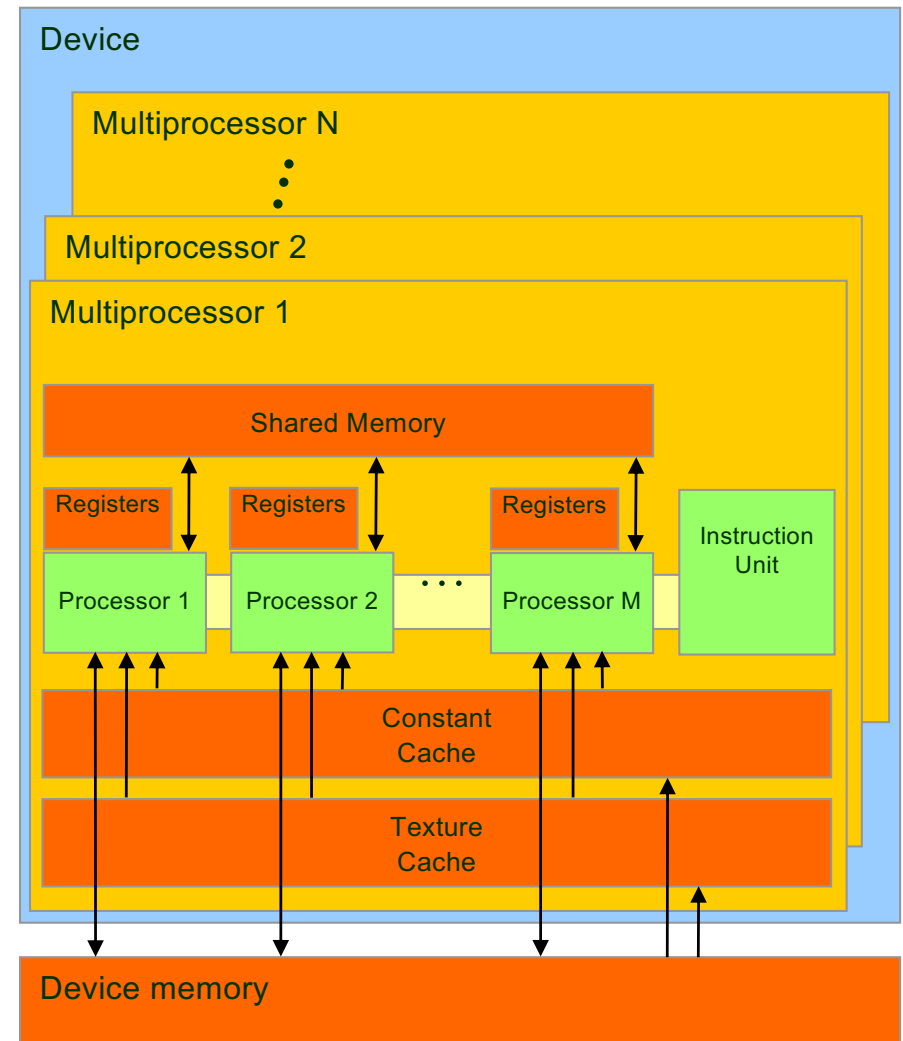 Device
Multiprocessor N
Multiprocessor 2
Multiprocessor 1
Shared Memory
Registers
Registers
Registers
Instruction
Unit
Processor 1
Processor 2
...
Processor M
Constant
Cache
Texture
Cache
Device memory